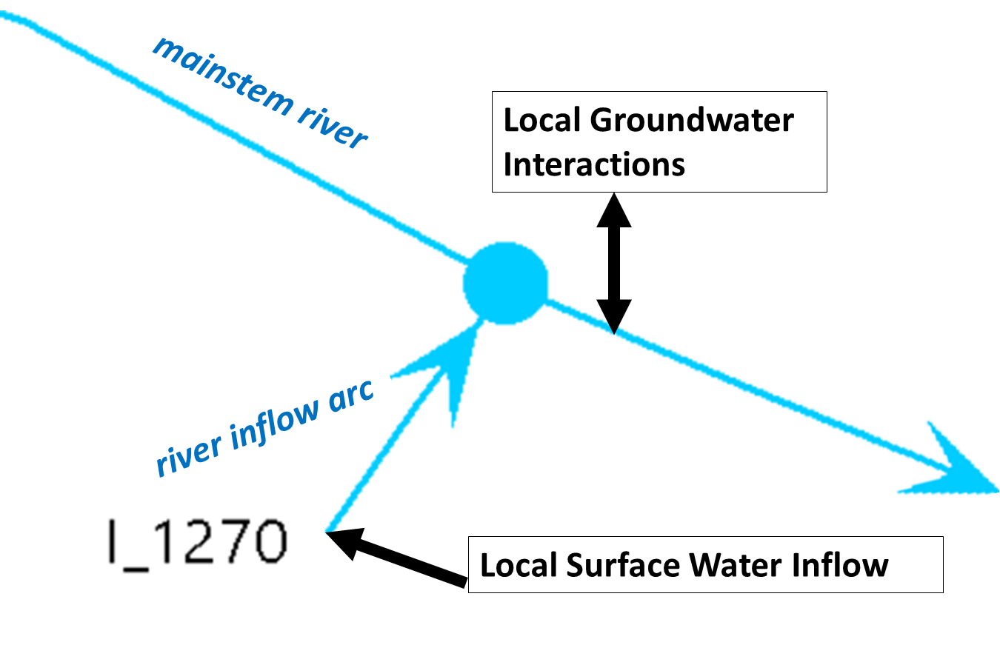 mainstem river
Local Groundwater
Interactions
river inflow arc
I_1270
Local Surface Water Inflow